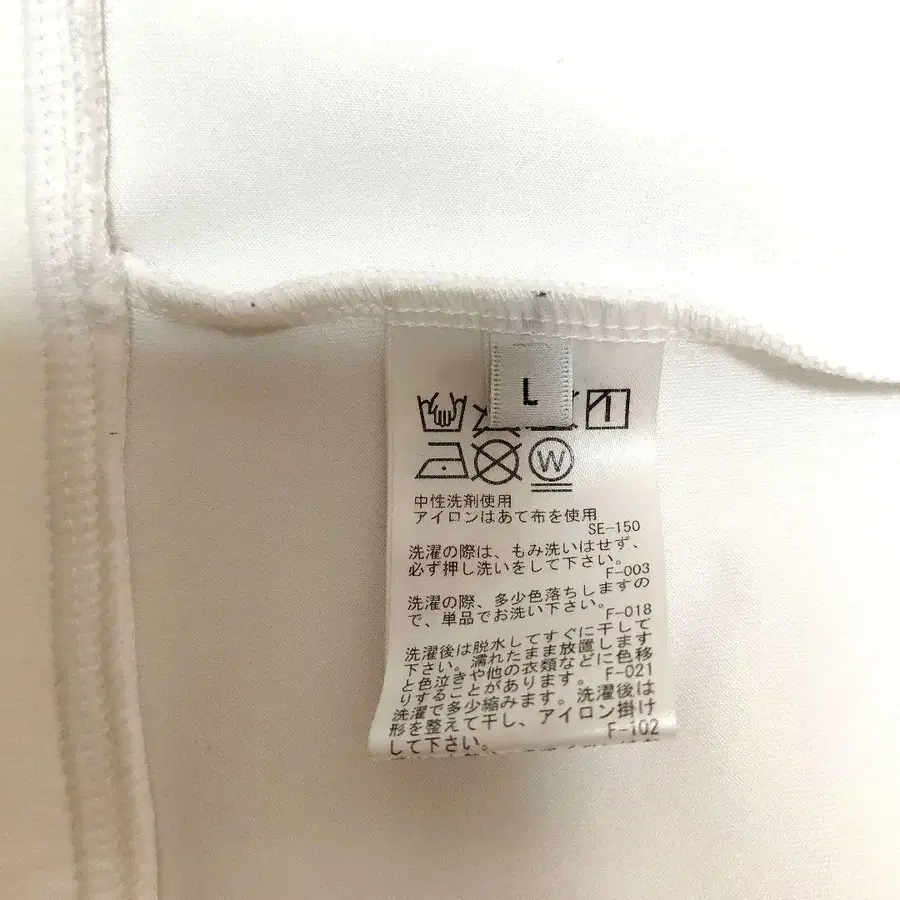 L
W
中性洗剤使用
アイロンはあて布を使用
SE-150
洗濯の際は、もみ洗いはせず、
必ず押し洗いをして下さい。
F-003
洗濯の際、多少色落ちしますの
で、単品でお洗い下さい。
F-018
洗濯後は脱水してすぐに干して
下さい。濡れたまま放置します
と色泣きや他の衣類などに色移
りすることがあります。 F-021
洗濯で多少縮みます。洗濯後は
形を整えて干し、アイロン掛け
して下さい。 F-102